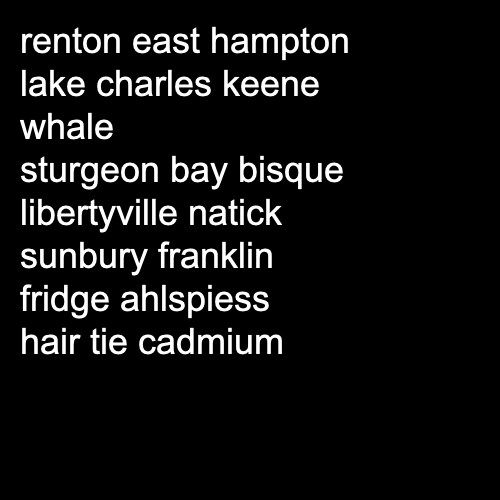 renton east hampton
lake charles keene
whale
sturgeon bay bisque
libertyville natick
sunbury franklin
fridge ahlspiess
hair tie cadmium